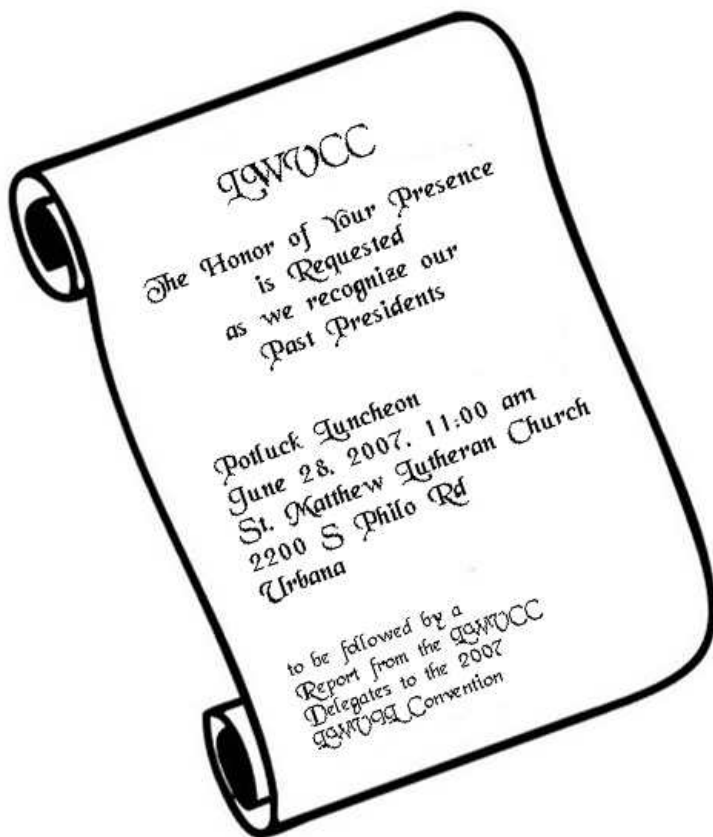 LWVCC
The Honor of Your Presence
is Requested
as we recognize our
Past Presidents
Potluck Luncheon
June 28, 2007, 11:00 am
St. Matthew Lutheran Church
2200 S Philo Rd
Urbana
to be followed by a
Report from the LWVCC
Delegates to the 2007
LWVIL Convention